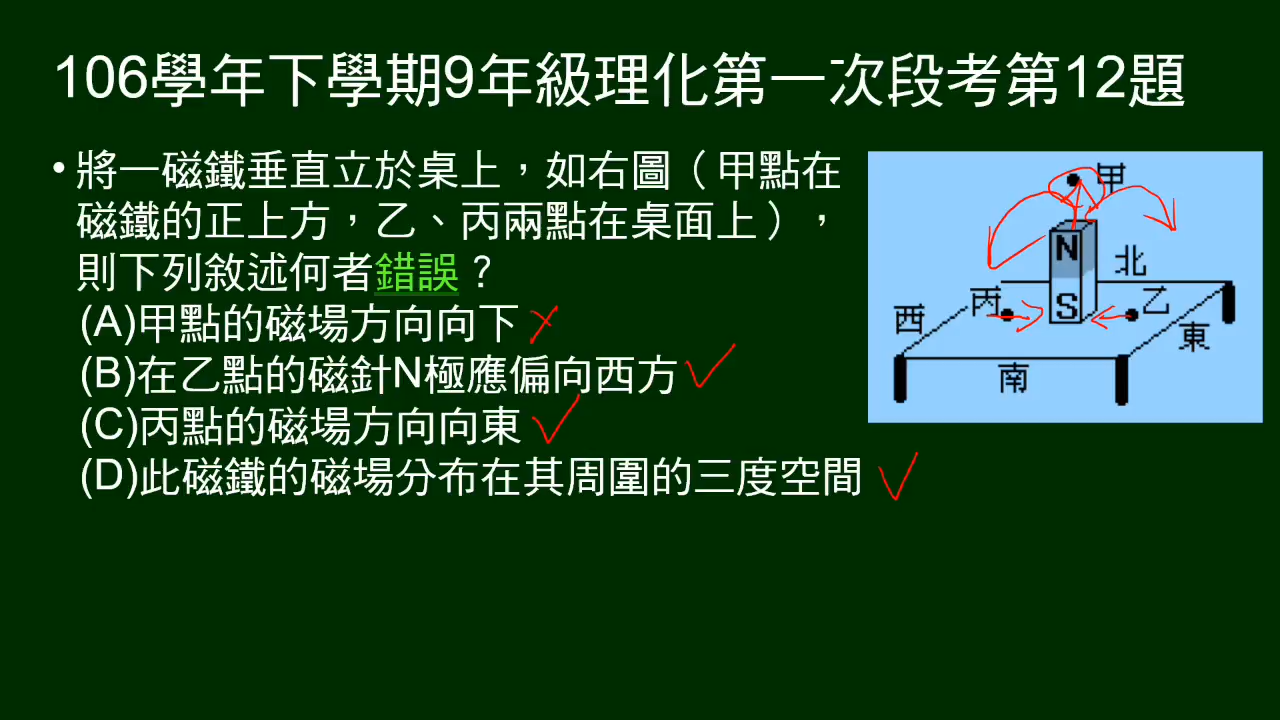 106學年下學期9年級理化第一次段考第12題
•將一磁鐵垂直立於桌上，如右圖（甲點在
磁鐵的正上方，乙、丙兩點在桌面上），
則下列敘述何者錯誤？
(A)甲點的磁場方向向下
(B)在乙點的磁針N極應偏向西方
(C)丙點的磁場方向向東
(D)此磁鐵的磁場分布在其周圍的三度空間
甲
N
北
丙
S
乙
西
東
南